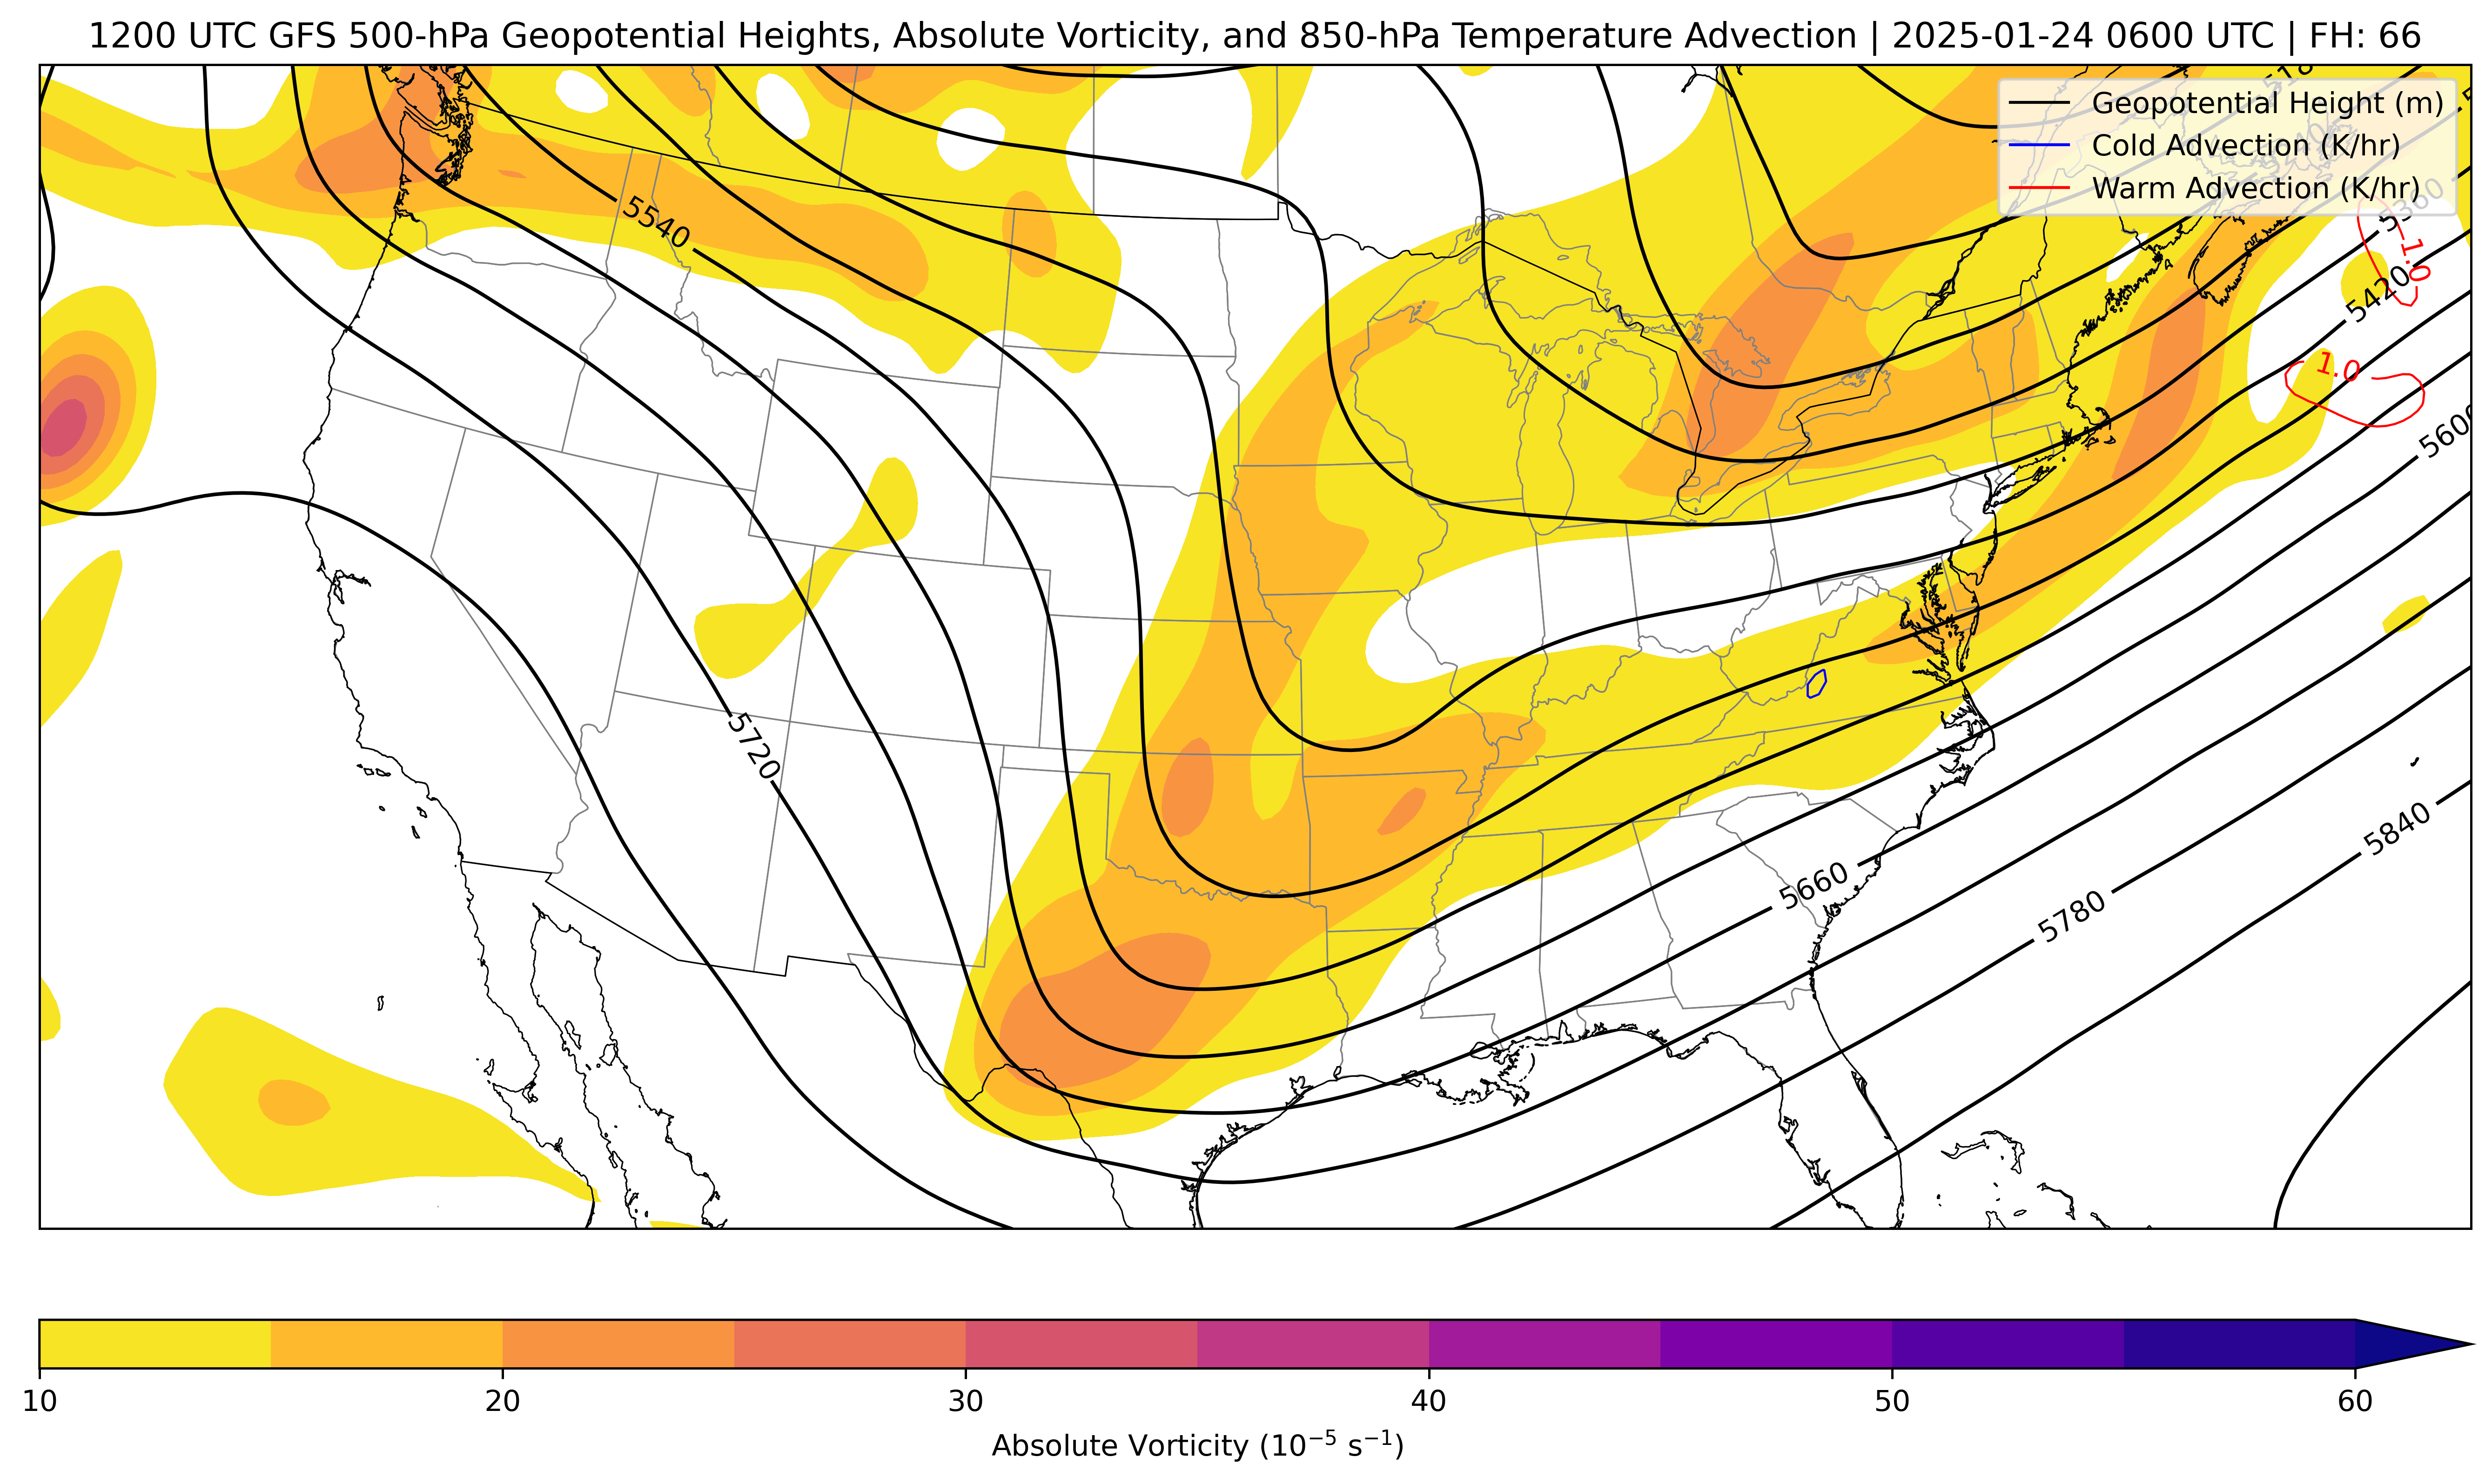 1200 UTC GFS 500-hPa Geopotential Heights, Absolute Vorticity, and 850-hPa Temperature Advection | 2025-01-24 0600 UTC | FH: 66
Geopotential Height (m)
Cold Advection (K/hr)
Warm Advection (K/hr)
5540
5360
1.0
5420
1.0
5600
5720
5840
5660
5780
10 20 30 40 50 60
Absolute Vorticity (10⁻⁵ s⁻¹)